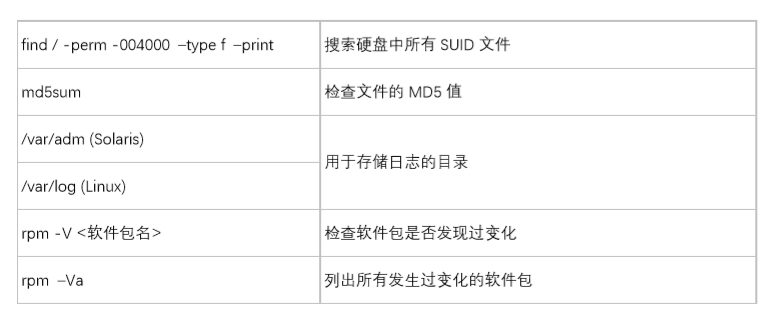 find / -perm -004000 –type f –print
搜索硬盘中所有 SUID 文件
md5sum
检查文件的 MD5 值
/var/adm (Solaris)
用于存储日志的目录
/var/log (Linux)
rpm -V <软件包名>
检查软件包是否发现过变化
rpm –Va
列出所有发生过变化的软件包